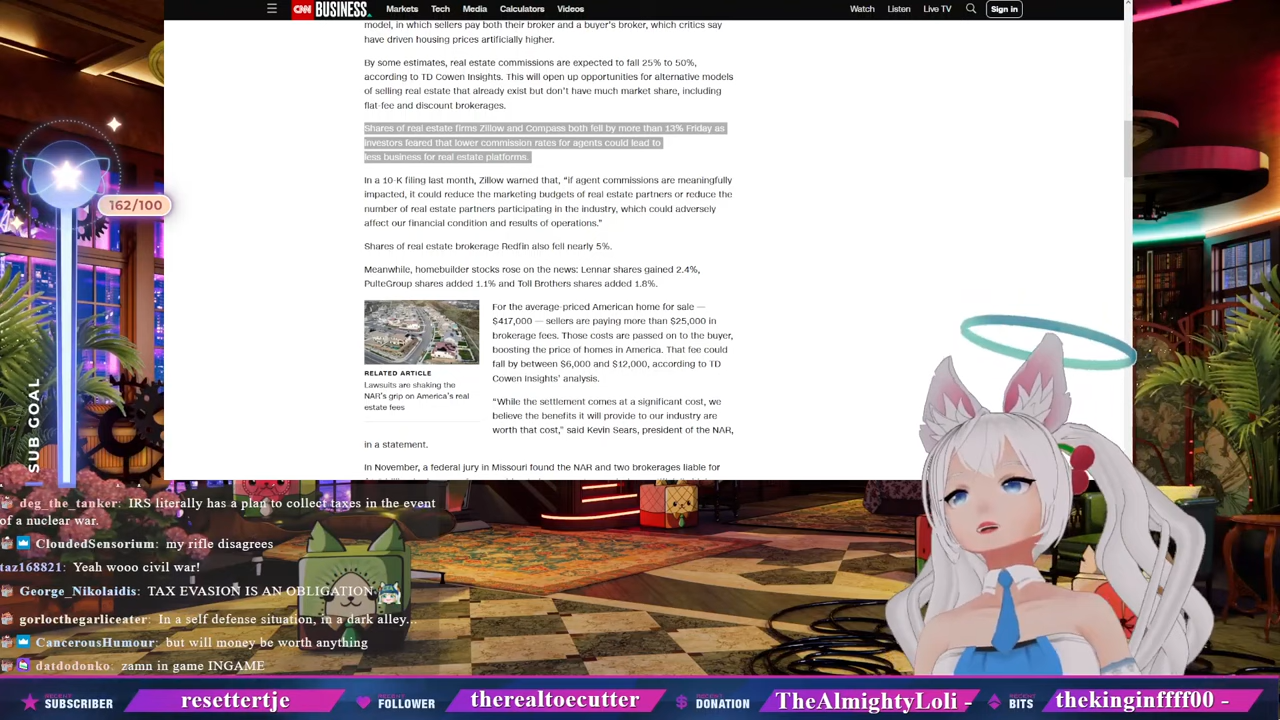 CNN BUSINESS
Markets Tech Media Calculators Videos
Watch Listen Live TV Sign in
model, in which sellers pay both their broker and a buyer's broker, which critics say
have driven housing prices artificially higher.
By some estimates, real estate commissions are expected to fall 25% to 50%,
according to TD Cowen Insights. This will open up opportunities for alternative models
of selling real estate that already exist but don't have much market share, including
flat-fee and discount brokerages.
Shares of real estate firms Zillow and Compass both fell by more than 13% Friday as
investors feared that lower commission rates for agents could lead to
less business for real estate platforms.
In a 10-K filing last month, Zillow warned that, “if agent commissions are meaningfully
impacted, it could reduce the marketing budgets of real estate partners or reduce the
number of real estate partners participating in the industry, which could adversely
affect our financial condition and results of operations.”
Shares of real estate brokerage Redfin also fell nearly 5%.
Meanwhile, homebuilder stocks rose on the news: Lennar shares gained 2.4%,
PulteGroup shares added 1.1% and Toll Brothers shares added 1.8%.
For the average-priced American home for sale —
$417,000 — sellers are paying more than $25,000 in
brokerage fees. Those costs are passed on to the buyer,
boosting the price of homes in America. That fee could
fall by between $6,000 and $12,000, according to TD
Cowen Insights' analysis.
RELATED ARTICLE
Lawsuits are shaking the
NAR's grip on America's real
estate fees
“While the settlement comes at a significant cost, we
believe the benefits it will provide to our industry are
worth that cost,” said Kevin Sears, president of the NAR,
in a statement.
In November, a federal jury in Missouri found the NAR and two brokerages liable for
162/100
SUB GOAL
deg_the_tanker: IRS literally has a plan to collect taxes in the event
of a nuclear war.
CloudedSensorium: my rifle disagrees
taz168821: Yeah wooo civil war!
George_Nikolaidis: TAX EVASION IS AN OBLIGATION
gorlocthegarliceater: In a self defense situation, in a dark alley...
CancerousHumour: but will money be worth anything
datdodonko: zamn in game INGAME
RECENT SUBSCRIBER resettertje
RECENT FOLLOWER therealtoecutter
RECENT DONATION TheAlmightyLoli -
RECENT BITS thekinginffff00 -